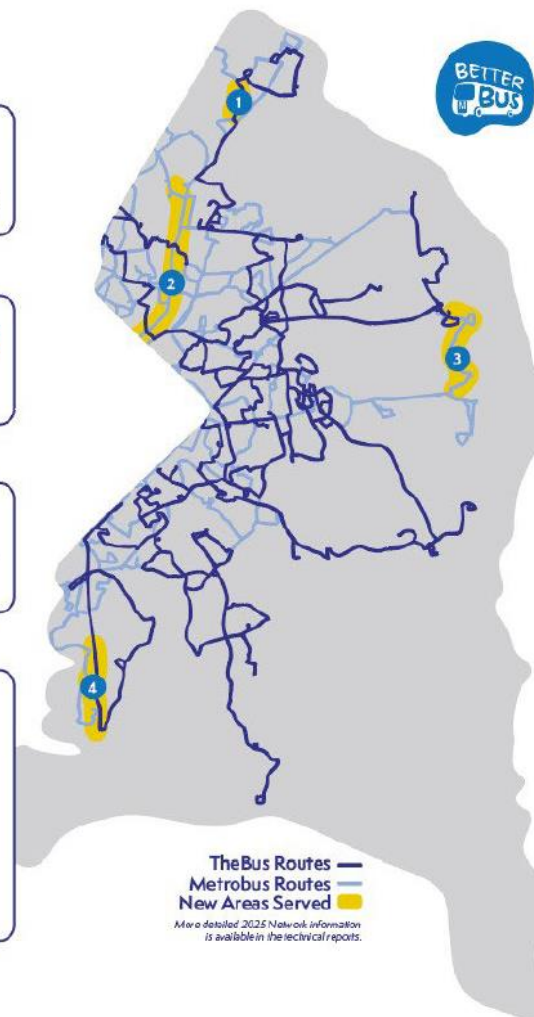 BETTER
BUS
M
1
2
3
4
TheBus Routes
Metrobus Routes
New Areas Served
More detailed 2025 Network information
is available in the technical reports.